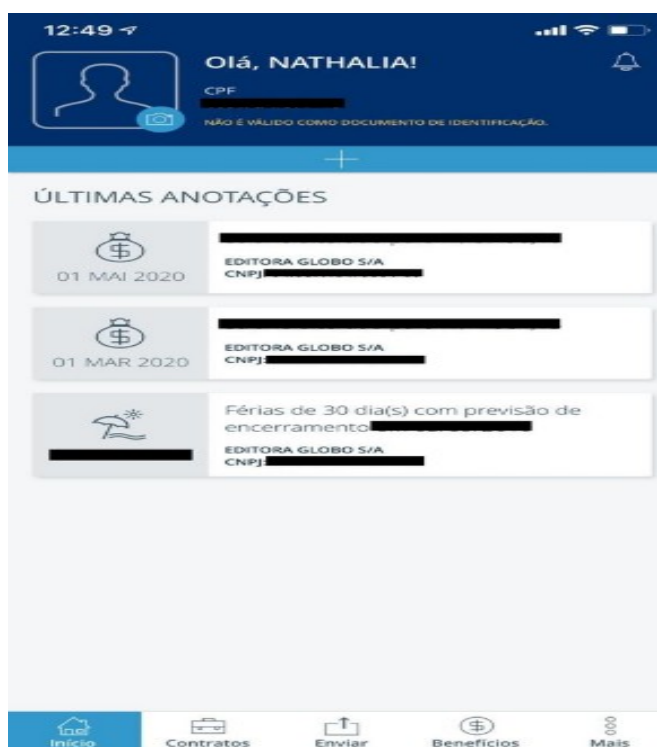 12:49
Olá, NATHALIA!
CPF
NÃO É VÁLIDO COMO DOCUMENTO DE IDENTIFICAÇÃO.
ÚLTIMAS ANOTAÇÕES
01 MAI 2020
EDITORA GLOBO S/A
CNPJ:
01 MAR 2020
EDITORA GLOBO S/A
CNPJ:
Férias de 30 dia(s) com previsão de
encerramento
EDITORA GLOBO S/A
CNPJ:
Início Contratos Enviar Benefícios Mais